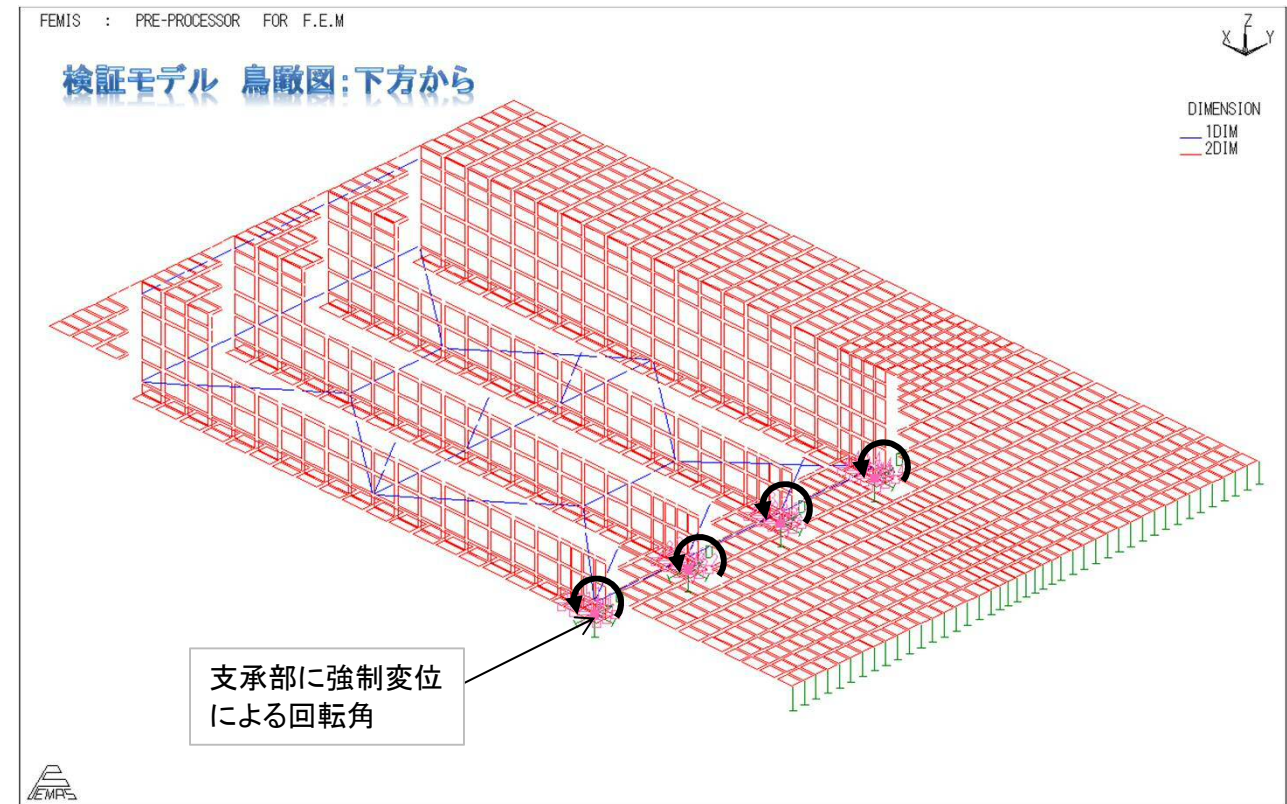 FEMIS : PRE-PROCESSOR FOR F.E.M
Z
X Y
検証モデル 鳥瞰図:下方から
DIMENSION
1DIM
2DIM
支承部に強制変位
による回転角